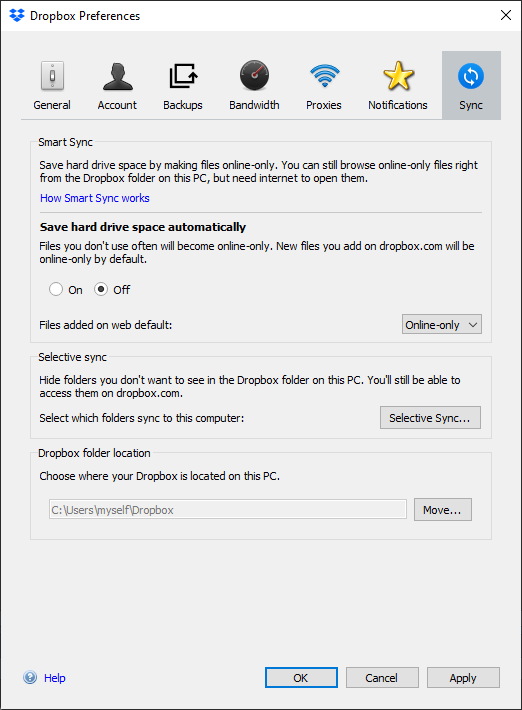 Dropbox Preferences
General
Account
Backups
Bandwidth
Proxies
Notifications
Sync
Smart Sync
Save hard drive space by making files online-only. You can still browse online-only files right
from the Dropbox folder on this PC, but need internet to open them.
How Smart Sync works
Save hard drive space automatically
Files you don't use often will become online-only. New files you add on dropbox.com will be
online-only by default.
On
Off
Files added on web default:
Online-only
Selective sync
Hide folders you don't want to see in the Dropbox folder on this PC. You'll still be able to
access them on dropbox.com.
Select which folders sync to this computer:
Selective Sync...
Dropbox folder location
Choose where your Dropbox is located on this PC.
C:\Users\myself\Dropbox
Move...
Help
OK
Cancel
Apply